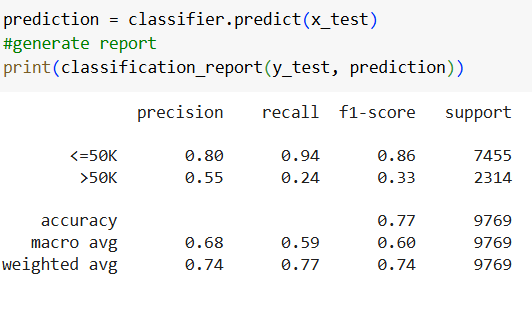 prediction = classifier.predict(x_test)
#generate report
print(classification_report(y_test, prediction))
precision recall f1-score support
<=50K 0.80 0.94 0.86 7455
>50K 0.55 0.24 0.33 2314
accuracy 0.77 9769
macro avg 0.68 0.59 0.60 9769
weighted avg 0.74 0.77 0.74 9769